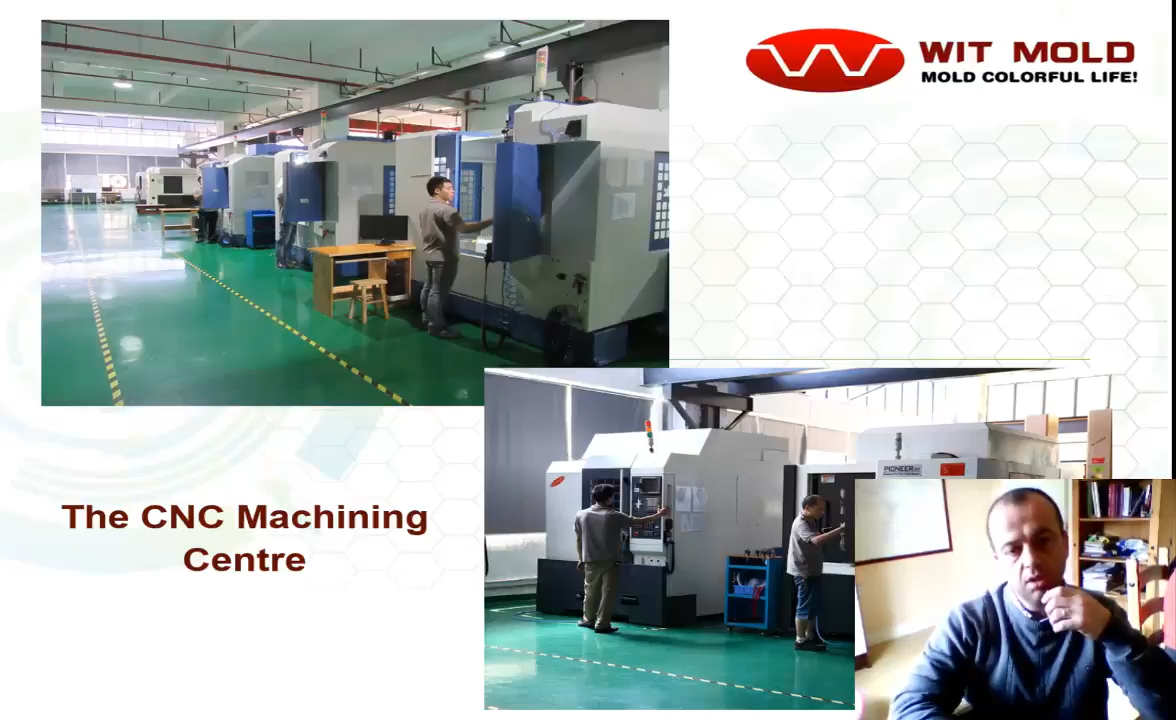 WIT MOLD
MOLD COLORFUL LIFE!
PIONEER
The CNC Machining
Centre